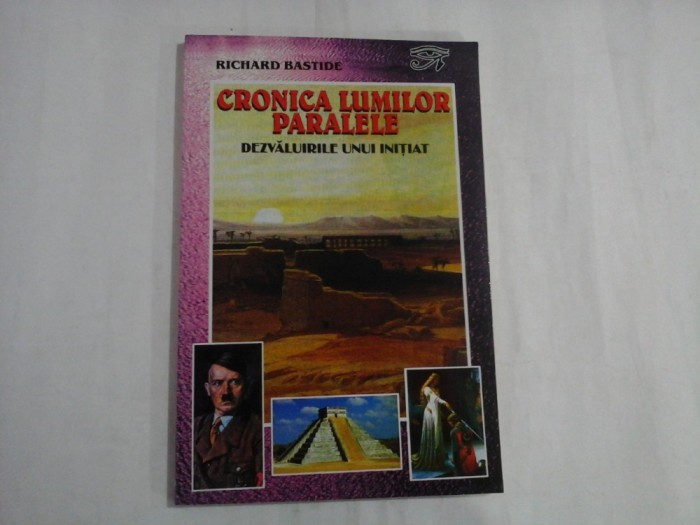 RICHARD BASTIDE
CRONICA LUMILOR
PARALELE
DEZVĂLUIRILE UNUI INIȚIAT